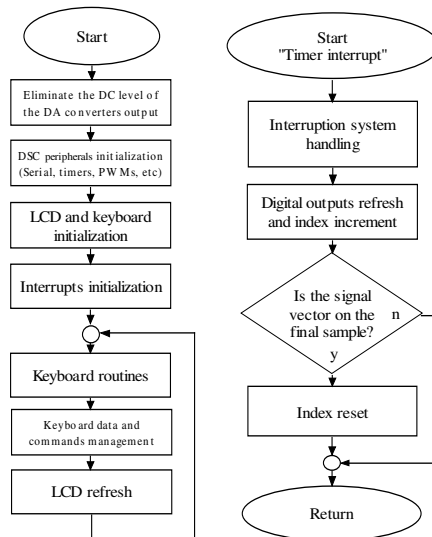 Start
Eliminate the DC level of
the DA converters output
DSC peripherals initialization
(Serial, timers, PWMs, etc)
LCD and keyboard
initialization
Interrupts initialization
Keyboard routines
Keyboard data and
commands management
LCD refresh
Start
"Timer interrupt"
Interruption system
handling
Digital outputs refresh
and index increment
Is the signal
vector on the
final sample?
n
y
Index reset
Return